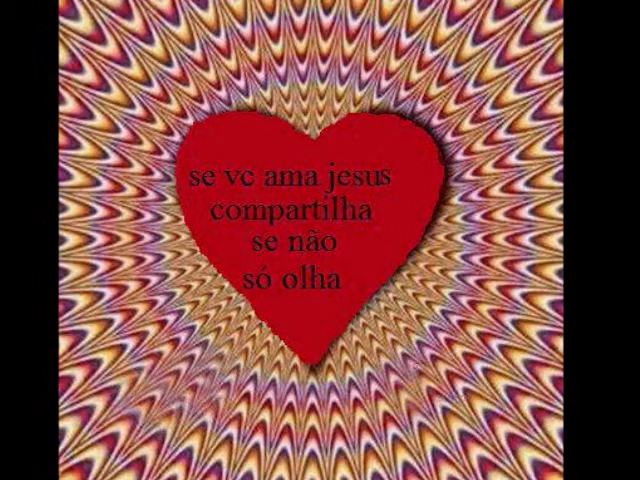 se vc ama jesus
compartilha
se não
só olha